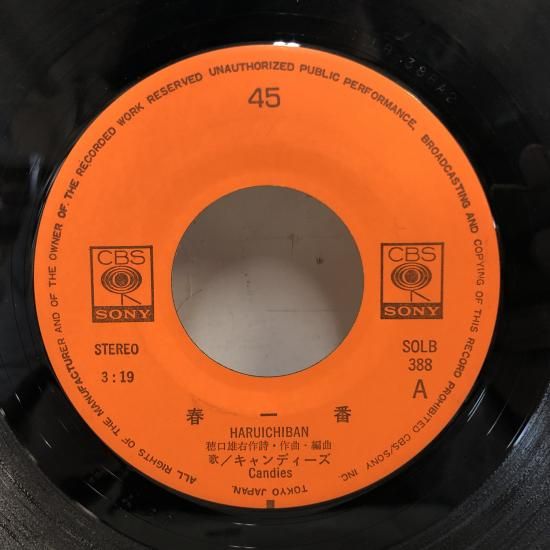 ALL RIGHTS OF THE MANUFACTURER AND OF THE OWNER OF THE RECORDED WORK RESERVED UNAUTHORIZED PUBLIC PERFORMANCE, BROADCASTING AND COPYING OF THIS RECORD PROHIBITED CBS/SONY INC. TOKYO JAPAN.
45
CBS
SONY
CBS
SONY
STEREO
3:19
SOLB
388
A
春一番
HARUICHIBAN
穂口雄右作詩・作曲・編曲
歌/キャンディーズ
Candies